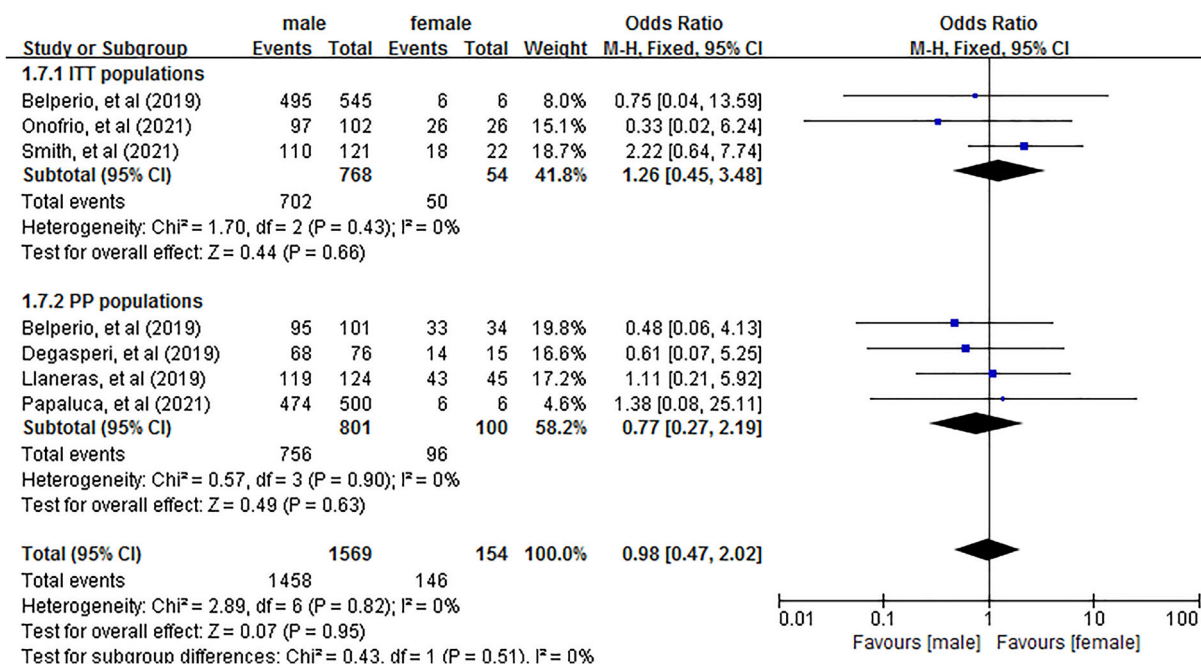 male female Odds Ratio Odds Ratio
Study or Subgroup Events Total Events Total Weight M-H, Fixed, 95% CI M-H, Fixed, 95% CI
1.7.1 ITT populations
Belperio, et al (2019) 495 545 6 6 8.0% 0.75 [0.04, 13.59]
Onofrio, et al (2021) 97 102 26 26 15.1% 0.33 [0.02, 6.24]
Smith, et al (2021) 110 121 18 22 18.7% 2.22 [0.64, 7.74]
Subtotal (95% CI) 768 54 41.8% 1.26 [0.45, 3.48]
Total events 702 50
Heterogeneity: Chi² = 1.70, df = 2 (P = 0.43); I² = 0%
Test for overall effect: Z = 0.44 (P = 0.66)
1.7.2 PP populations
Belperio, et al (2019) 95 101 33 34 19.8% 0.48 [0.06, 4.13]
Degasperi, et al (2019) 68 76 14 15 16.6% 0.61 [0.07, 5.25]
Llaneras, et al (2019) 119 124 43 45 17.2% 1.11 [0.21, 5.92]
Papaluca, et al (2021) 474 500 6 6 4.6% 1.38 [0.08, 25.11]
Subtotal (95% CI) 801 100 58.2% 0.77 [0.27, 2.19]
Total events 756 96
Heterogeneity: Chi² = 0.57, df = 3 (P = 0.90); I² = 0%
Test for overall effect: Z = 0.49 (P = 0.63)
Total (95% CI) 1569 154 100.0% 0.98 [0.47, 2.02]
Total events 1458 146
Heterogeneity: Chi² = 2.89, df = 6 (P = 0.82); I² = 0%
Test for overall effect: Z = 0.07 (P = 0.95)
Test for subgroup differences: Chi² = 0.43, df = 1 (P = 0.51), I² = 0%
0.01 0.1 1 10 100
Favours [male] Favours [female]